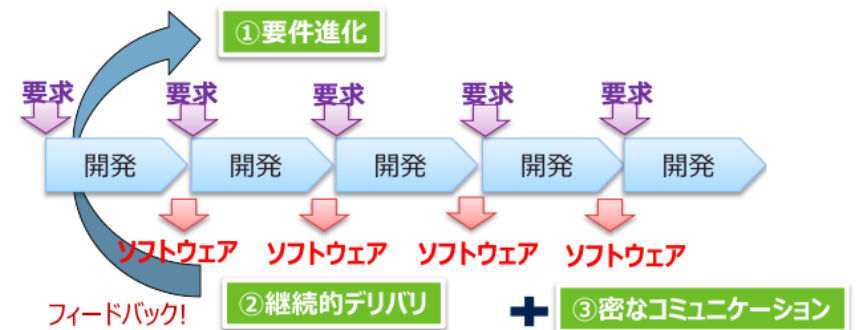 ①要件進化
要求
要求
要求
要求
要求
開発
開発
開発
開発
開発
ソフトウェア
ソフトウェア
ソフトウェア
ソフトウェア
フィードバック!
②継続的デリバリ
③密なコミュニケーション